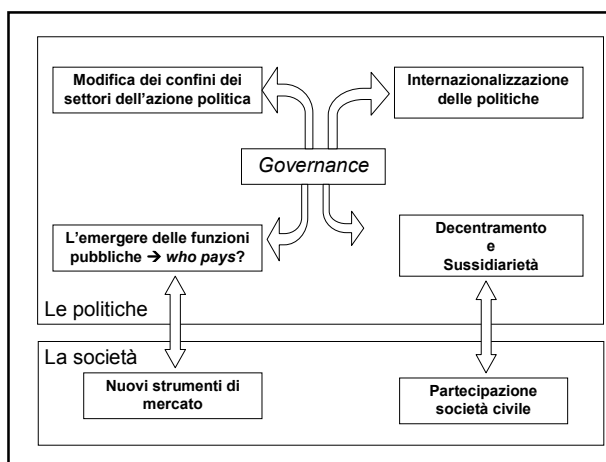 Modifica dei confini dei
settori dell’azione politica
Internazionalizzazione
delle politiche
Governance
L’emergere delle funzioni
pubbliche → who pays?
Decentramento
e
Sussidiarietà
Le politiche
La società
Nuovi strumenti di
mercato
Partecipazione
società civile